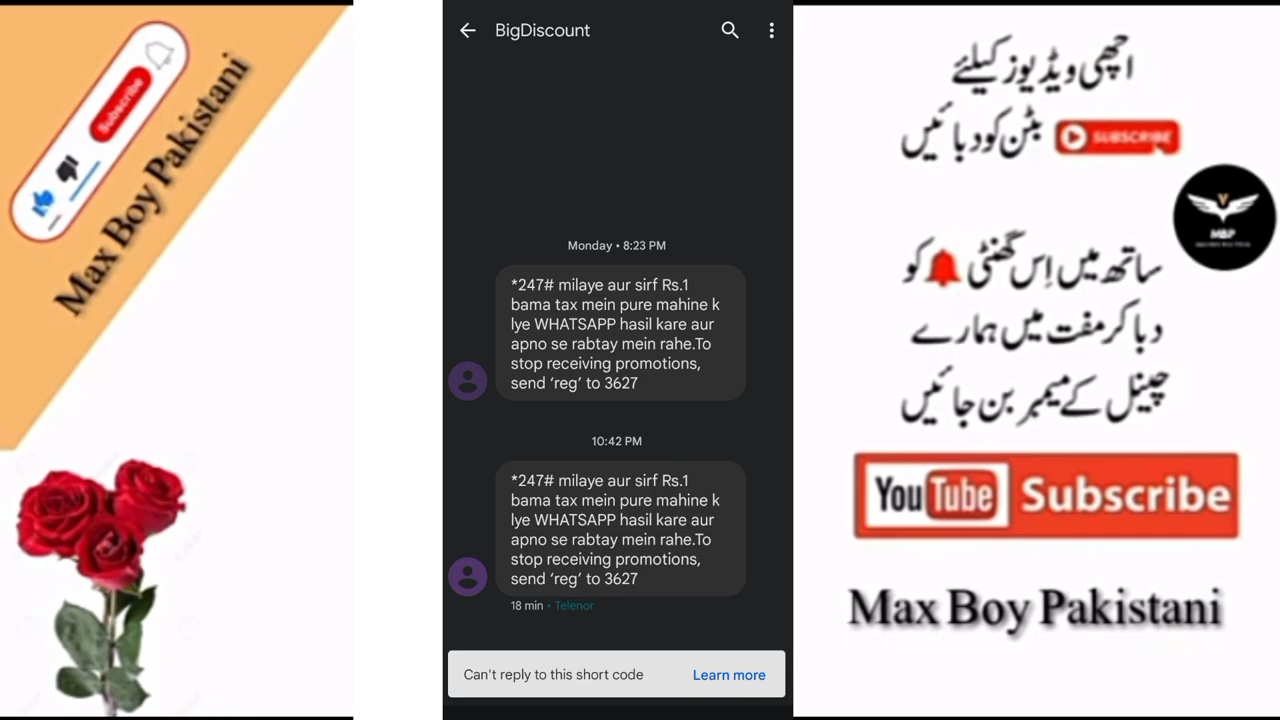 Subscribe
Max Boy Pakistani
BigDiscount
Monday • 8:23 PM
*247# milaye aur sirf Rs.1
bama tax mein pure mahine k
lye WHATSAPP hasil kare aur
apno se rabtay mein rahe.To
stop receiving promotions,
send ‘reg’ to 3627
10:42 PM
*247# milaye aur sirf Rs.1
bama tax mein pure mahine k
lye WHATSAPP hasil kare aur
apno se rabtay mein rahe.To
stop receiving promotions,
send ‘reg’ to 3627
18 min • Telenor
Can't reply to this short code
Learn more
اچھی ویڈیوز کیلئے
SUBSCRIBE بٹن کو دبائیں
MBP
ساتھ میں اِس گھنٹی کو
دبا کر مفت میں ہمارے
چینل کے میمبر بن جائیں
YouTube Subscribe
Max Boy Pakistani